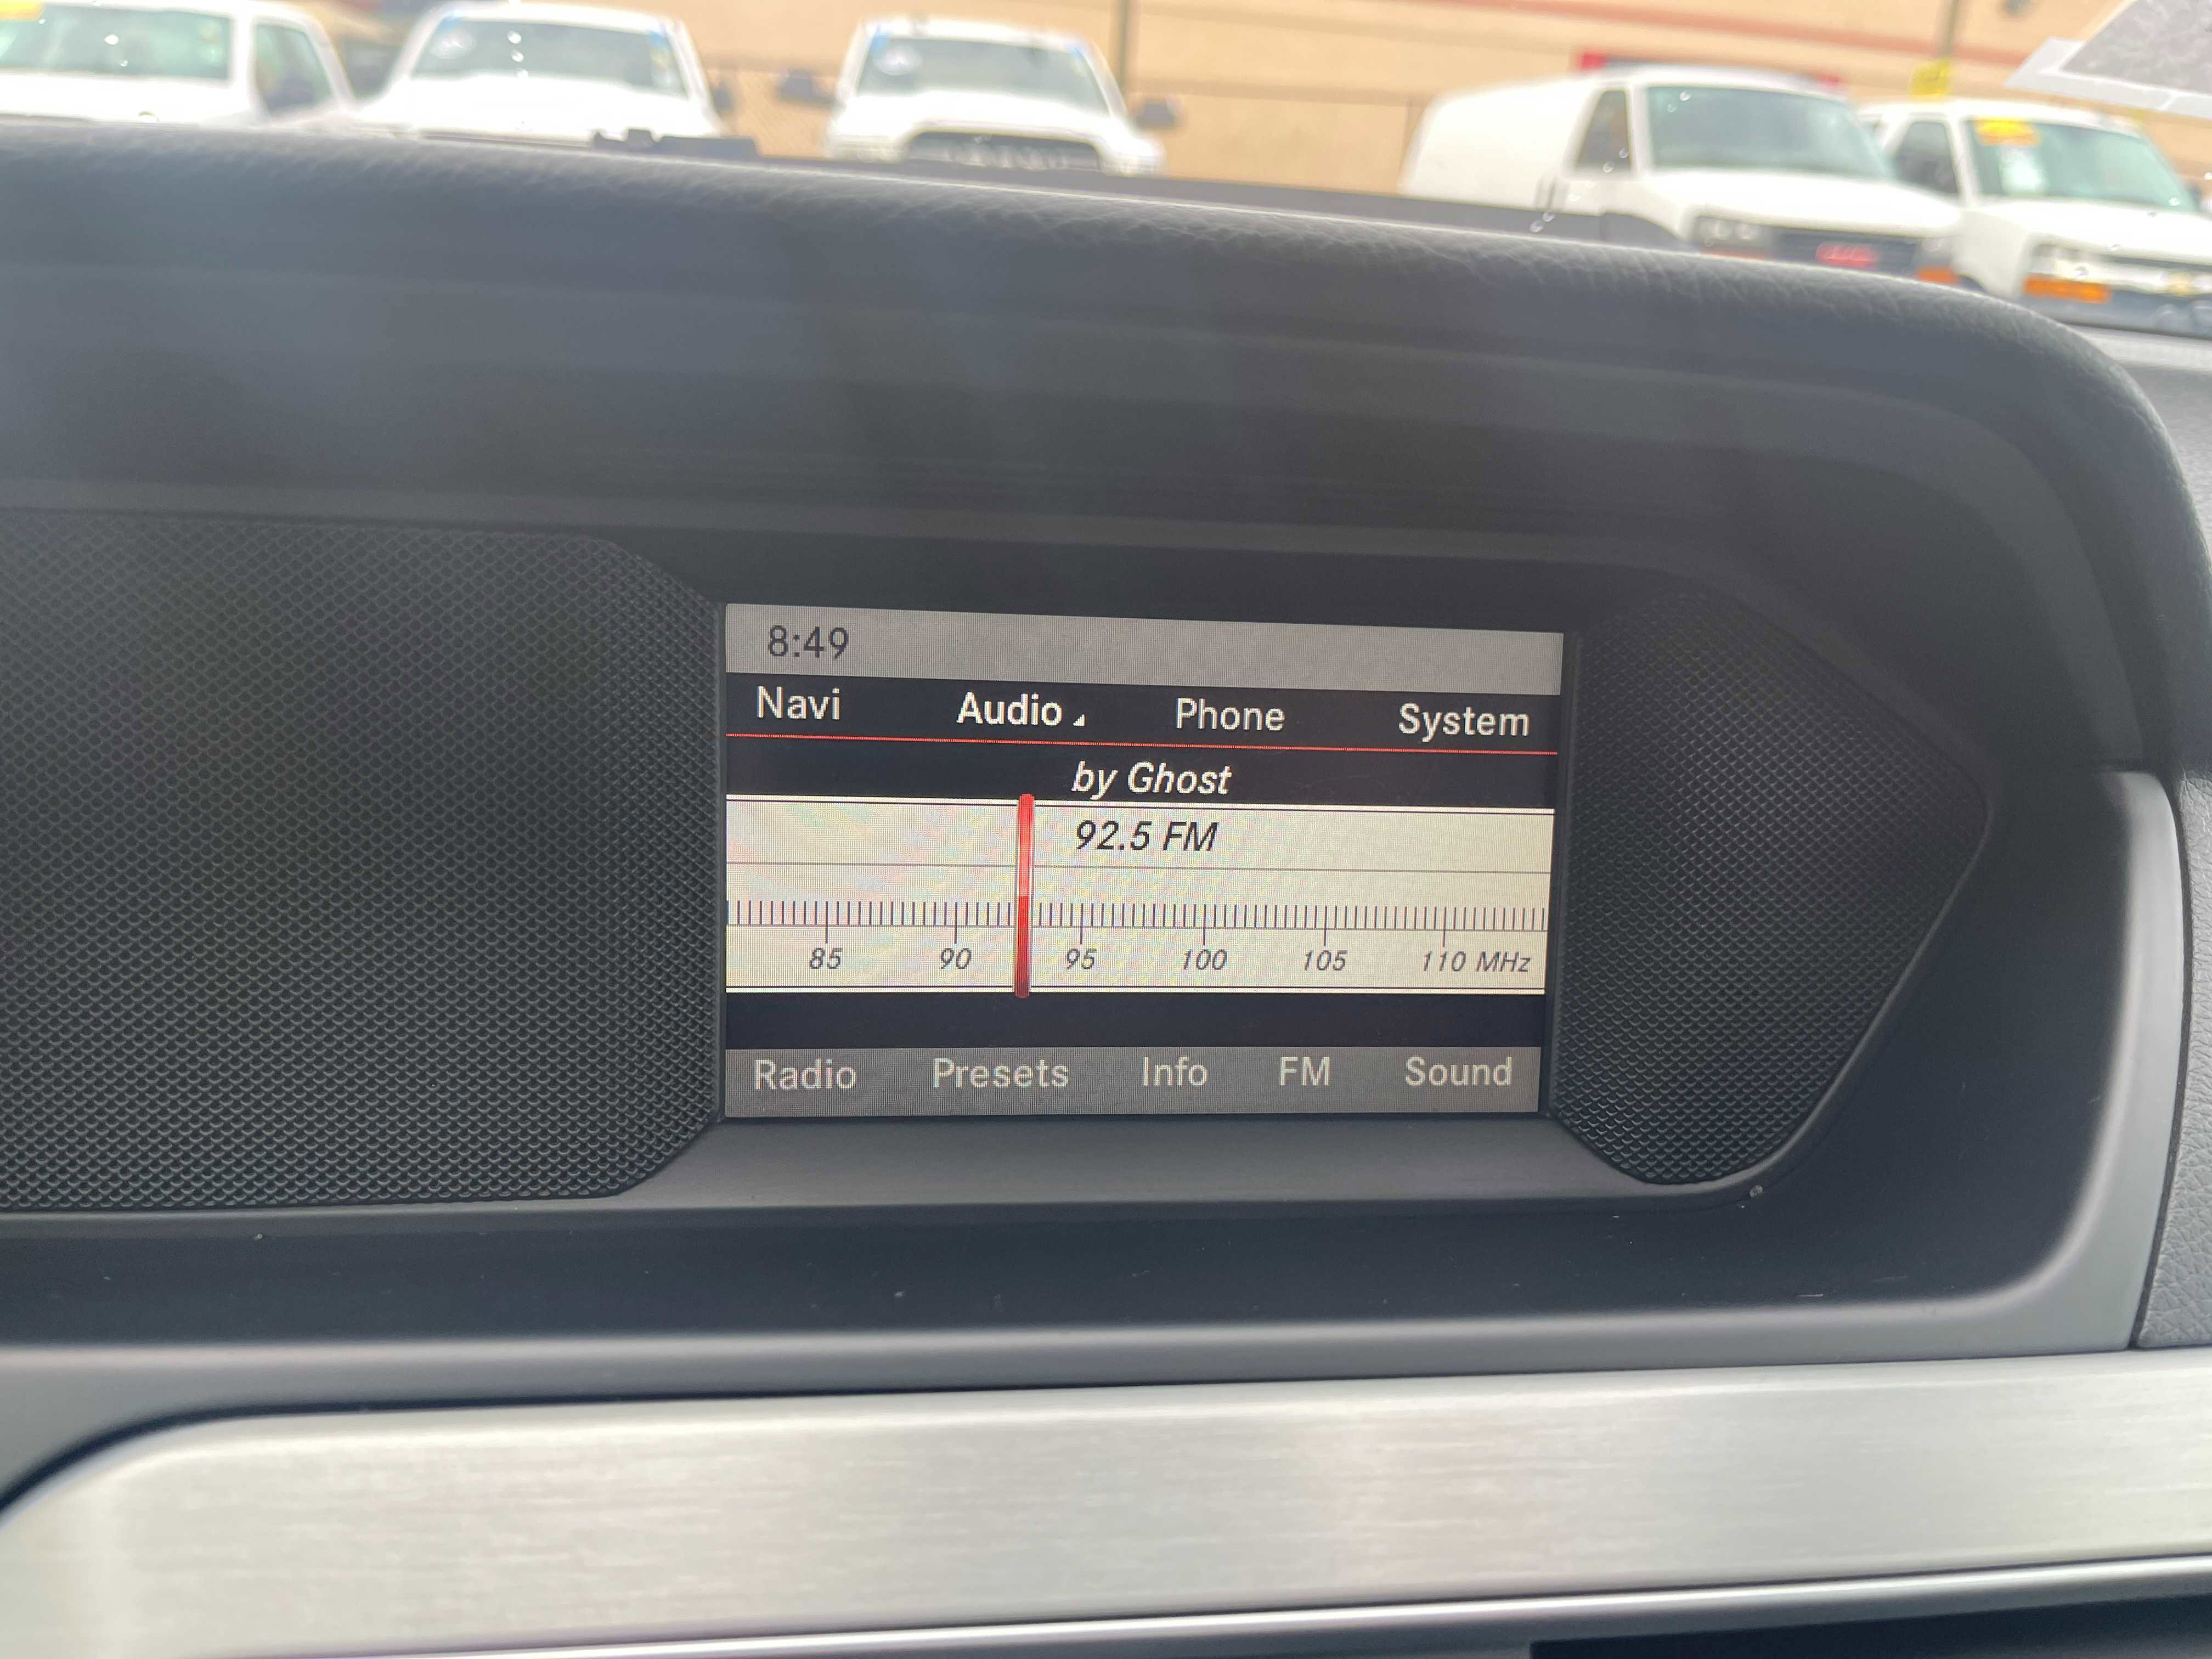 8:49
Navi Audio Phone System
by Ghost
92.5 FM
85 90 95 100 105 110 MHz
Radio Presets Info FM Sound